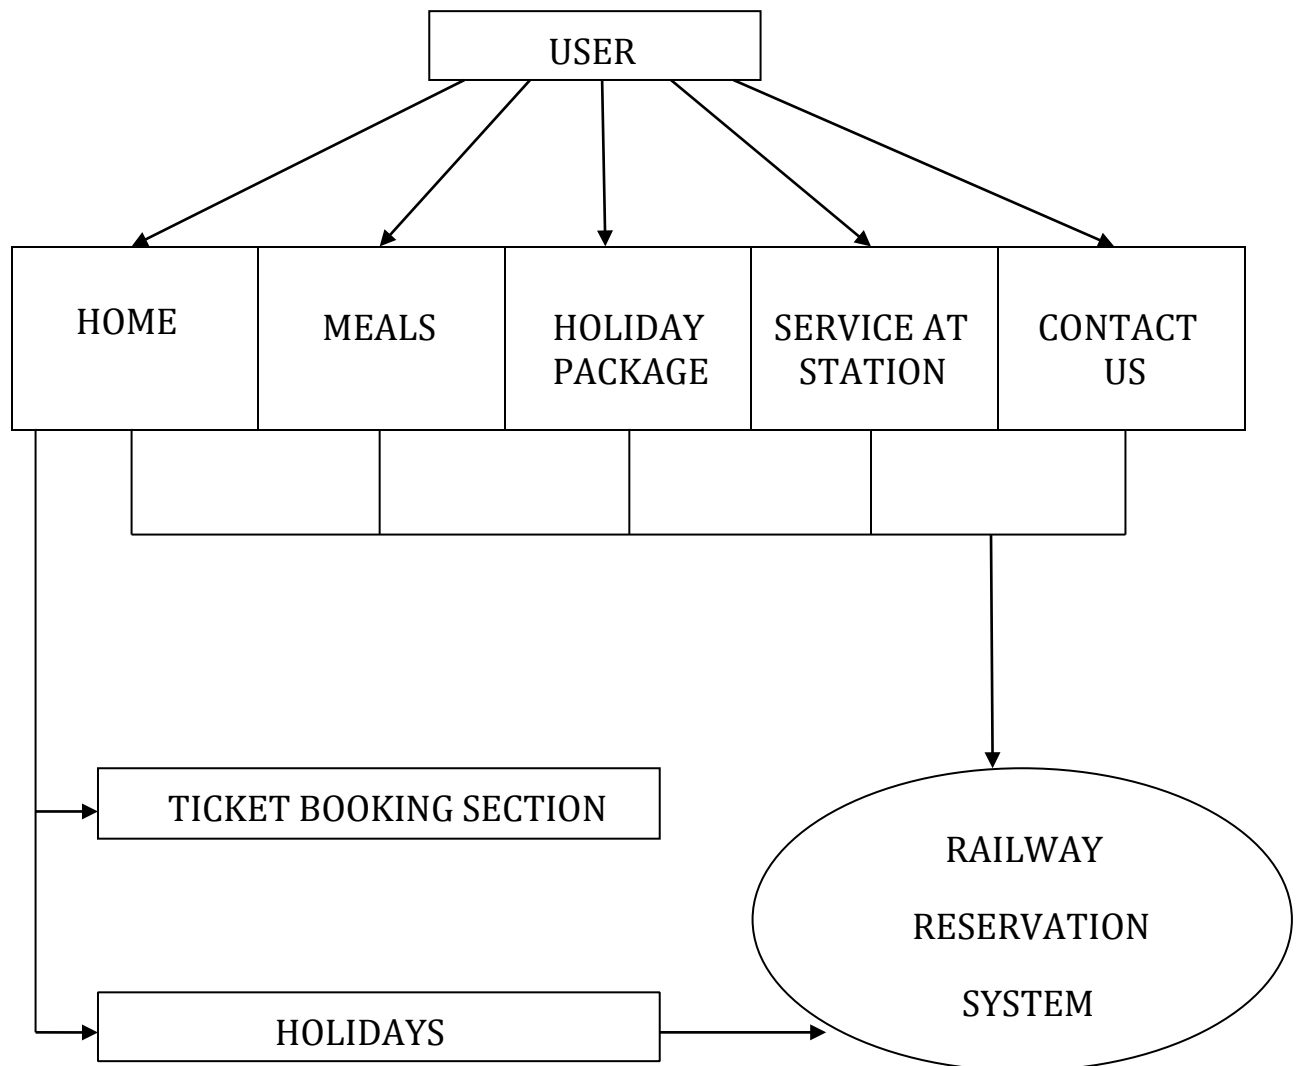 USER
HOME
MEALS
HOLIDAY
PACKAGE
SERVICE AT
STATION
CONTACT
US
TICKET BOOKING SECTION
HOLIDAYS
RAILWAY
RESERVATION
SYSTEM